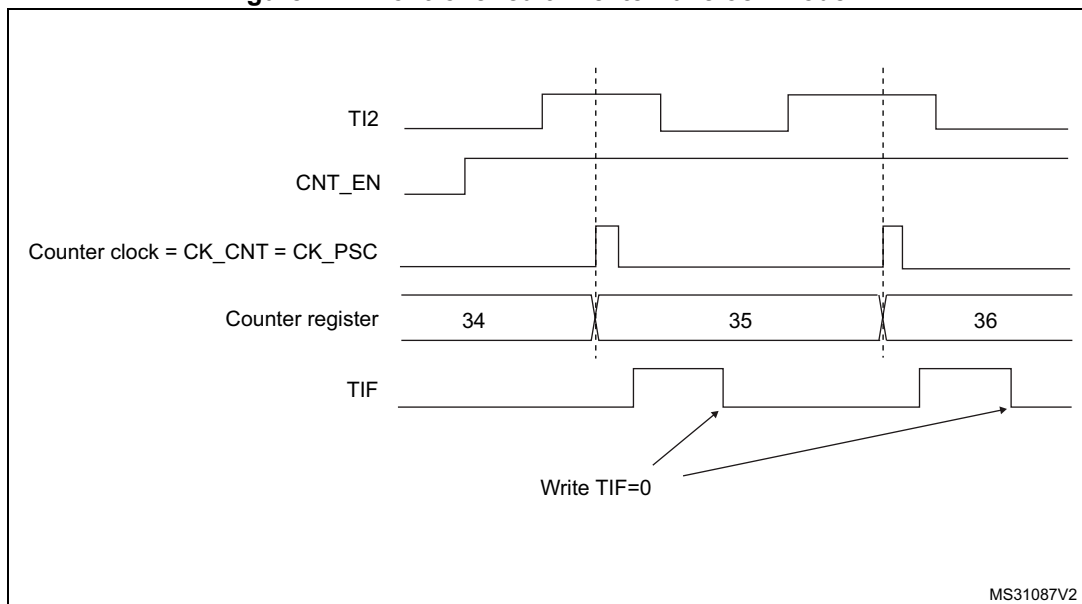 TI2
CNT_EN
Counter clock = CK_CNT = CK_PSC
Counter register
34
35
36
TIF
Write TIF=0
MS31087V2